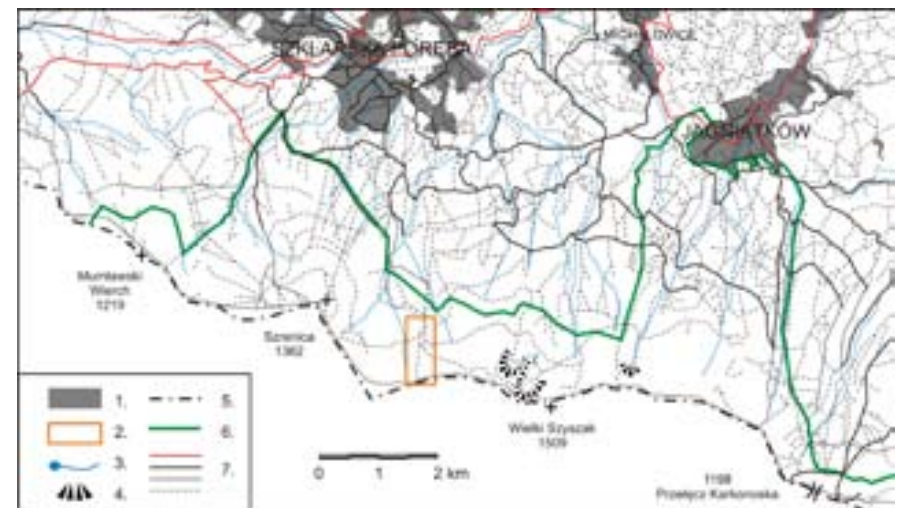 SZKLARSKA PORĘBA
MICHAŁOWICE
JAGNIĄTKÓW
Mumlawski
Wierch
1219
Szrenica
1362
Wielki Szyszak
1509
1198
Przełęcz Karkonoska
1.
2.
3.
4.
5.
6.
7.
0 1 2 km